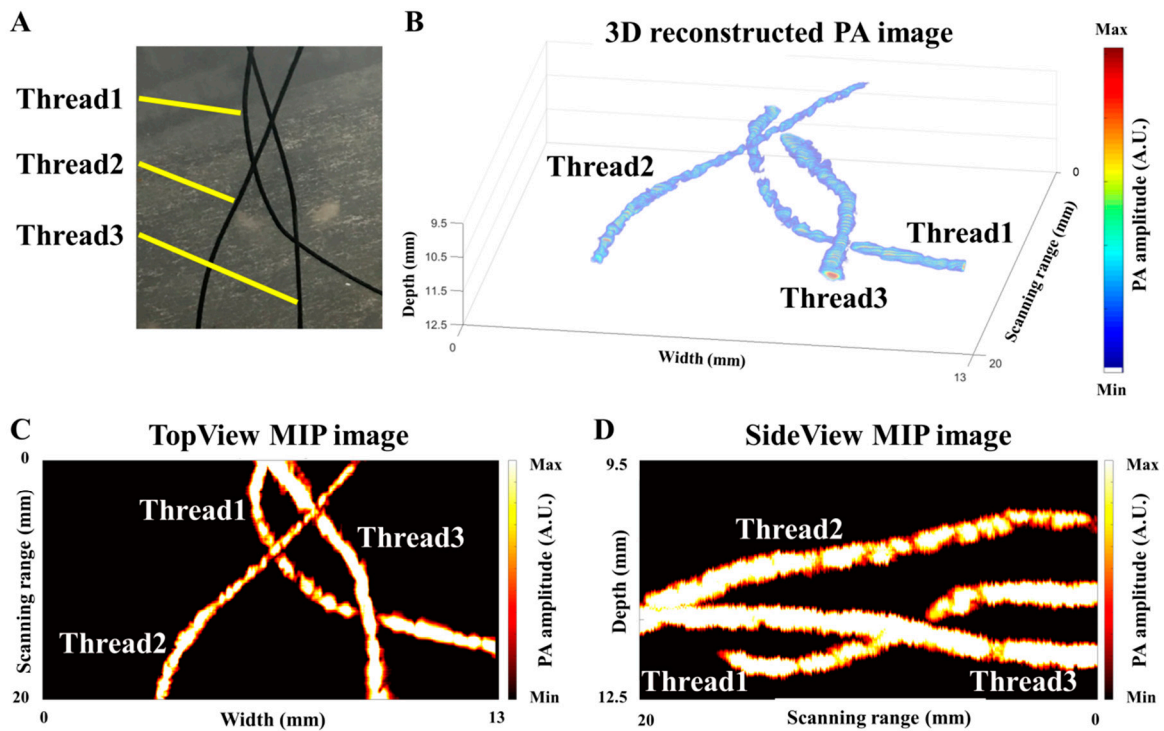 A
Thread1
Thread2
Thread3
B
3D reconstructed PA image
Thread2
Thread1
Thread3
9.5
10.5
11.5
12.5
Depth (mm)
0
Width (mm)
13
20
0
Scanning range (mm)
Max
PA amplitude (A.U.)
Min
C
TopView MIP image
0
Scanning range (mm)
20
Thread1
Thread3
Thread2
0
Width (mm)
13
Max
PA amplitude (A.U.)
Min
D
SideView MIP image
9.5
Depth (mm)
12.5
Thread2
Thread1
Thread3
20
Scanning range (mm)
0
Max
PA amplitude (A.U.)
Min